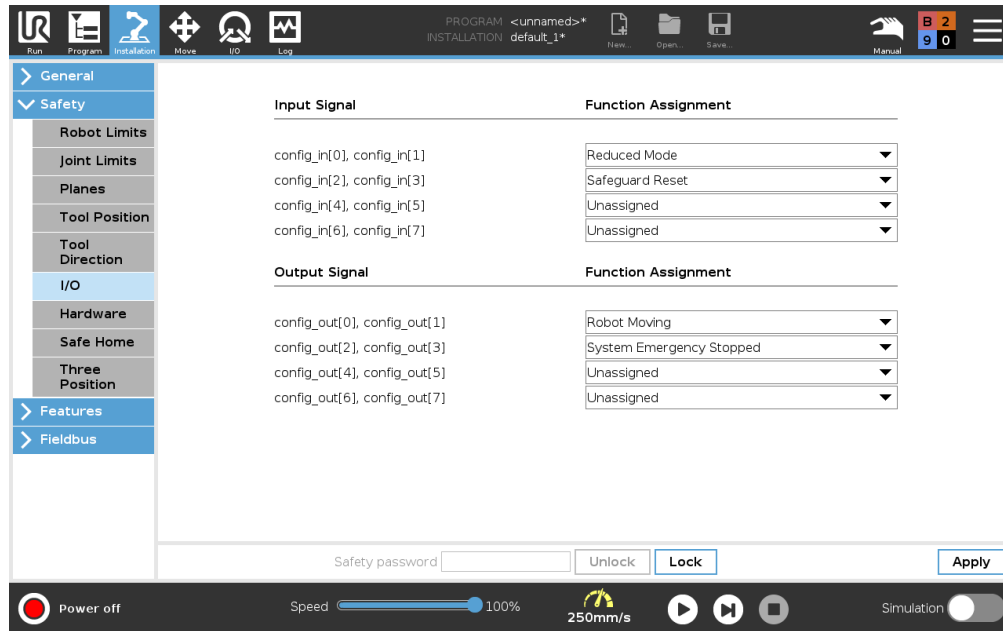 PROGRAM <unnamed>*
INSTALLATION default_1*
Run
Program
Installation
Move
I/O
Log
New...
Open...
Save...
Manual
B 2
9 0
General
Safety
Robot Limits
Joint Limits
Planes
Tool Position
Tool
Direction
I/O
Hardware
Safe Home
Three
Position
Features
Fieldbus
Input Signal Function Assignment
config_in[0], config_in[1] Reduced Mode
config_in[2], config_in[3] Safeguard Reset
config_in[4], config_in[5] Unassigned
config_in[6], config_in[7] Unassigned
Output Signal Function Assignment
config_out[0], config_out[1] Robot Moving
config_out[2], config_out[3] System Emergency Stopped
config_out[4], config_out[5] Unassigned
config_out[6], config_out[7] Unassigned
Safety password Unlock Lock Apply
Power off Speed 100% 250mm/s Simulation